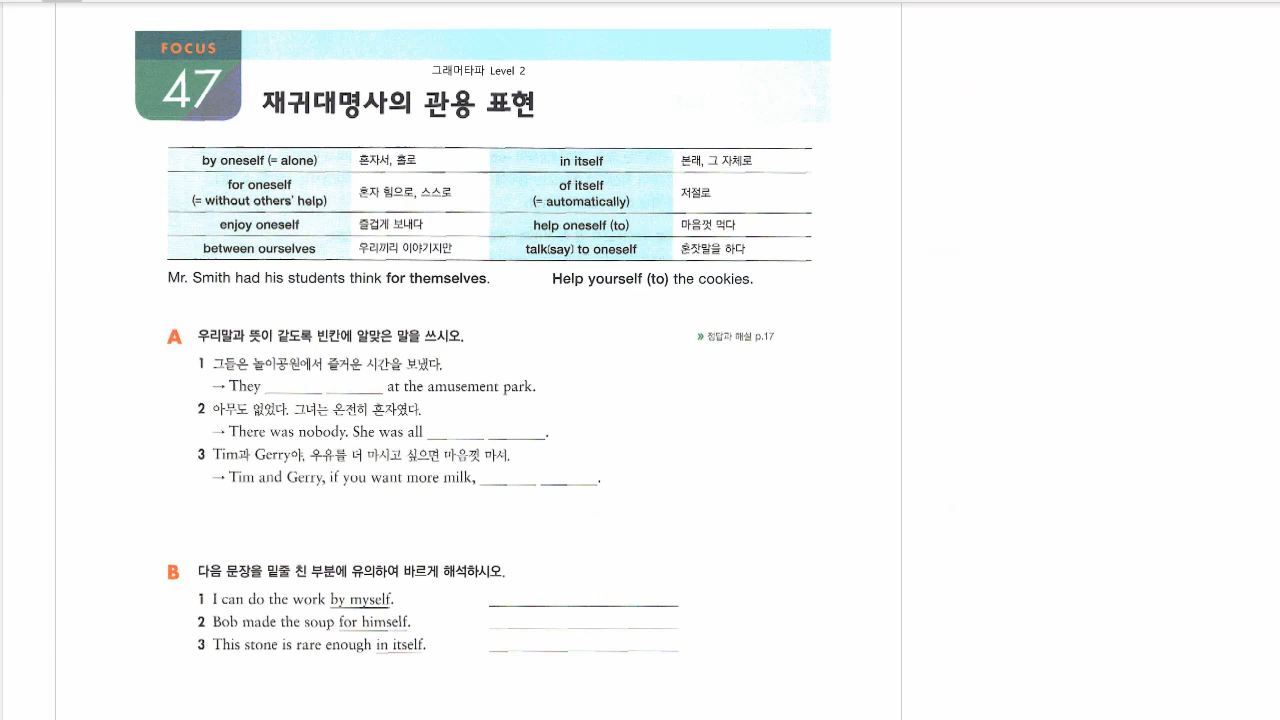 FOCUS
47
그래머타파 Level 2
재귀대명사의 관용 표현
by oneself (= alone) 혼자서, 홀로 in itself 본래, 그 자체로
for oneself
(= without others' help) 혼자 힘으로, 스스로 of itself
(= automatically) 저절로
enjoy oneself 즐겁게 보내다 help oneself (to) 마음껏 먹다
between ourselves 우리끼리 이야기지만 talk(say) to oneself 혼잣말을 하다
Mr. Smith had his students think for themselves. Help yourself (to) the cookies.
A 우리말과 뜻이 같도록 빈칸에 알맞은 말을 쓰시오. » 정답과 해설 p.17
1 그들은 놀이공원에서 즐거운 시간을 보냈다.
→ They ________ ________ at the amusement park.
2 아무도 없었다. 그녀는 온전히 혼자였다.
→ There was nobody. She was all ________ ________.
3 Tim과 Gerry야, 우유를 더 마시고 싶으면 마음껏 마셔.
→ Tim and Gerry, if you want more milk, ________ ________.
B 다음 문장을 밑줄 친 부분에 유의하여 바르게 해석하시오.
1 I can do the work by myself.
2 Bob made the soup for himself.
3 This stone is rare enough in itself.